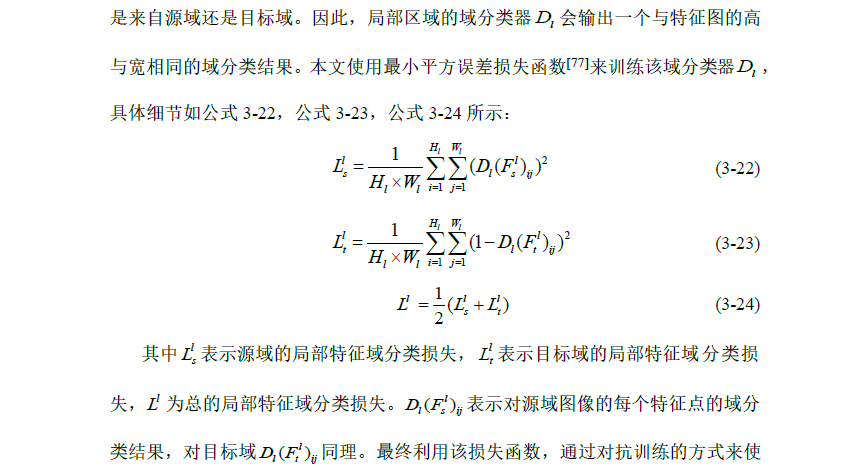 是来自源域还是目标域。因此，局部区域的域分类器 $D_l$ 会输出一个与特征图的高
与宽相同的域分类结果。本文使用最小平方误差损失函数[77]来训练该域分类器 $D_l$，
具体细节如公式 3-22，公式 3-23，公式 3-24 所示：
$L_s^l = \frac{1}{H_l \times W_l} \sum_{i=1}^{H_l} \sum_{j=1}^{W_l} (D_l(F_s^l)_{ij})^2$ (3-22)
$L_t^l = \frac{1}{H_l \times W_l} \sum_{i=1}^{H_l} \sum_{j=1}^{W_l} (1 - D_l(F_t^l)_{ij})^2$ (3-23)
$L^l = \frac{1}{2}(L_s^l + L_t^l)$ (3-24)
其中 $L_s^l$ 表示源域的局部特征域分类损失，$L_t^l$ 表示目标域的局部特征域分类损
失，$L^l$ 为总的局部特征域分类损失。$D_l(F_s^l)_{ij}$ 表示对源域图像的每个特征点的域分
类结果，对目标域 $D_l(F_t^l)_{ij}$ 同理。最终利用该损失函数，通过对抗训练的方式来使